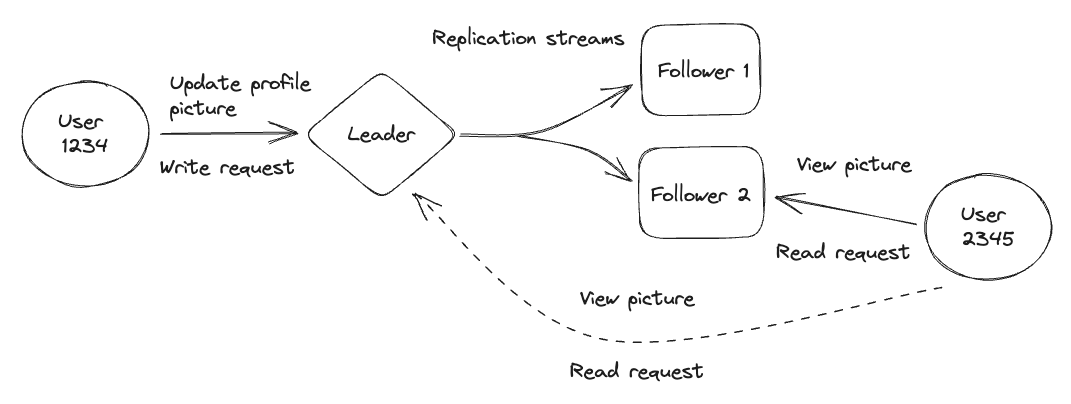 Replication streams
Follower 1
Update profile
picture
User
1234
Leader
Write request
Follower 2
View picture
User
2345
Read request
View picture
Read request